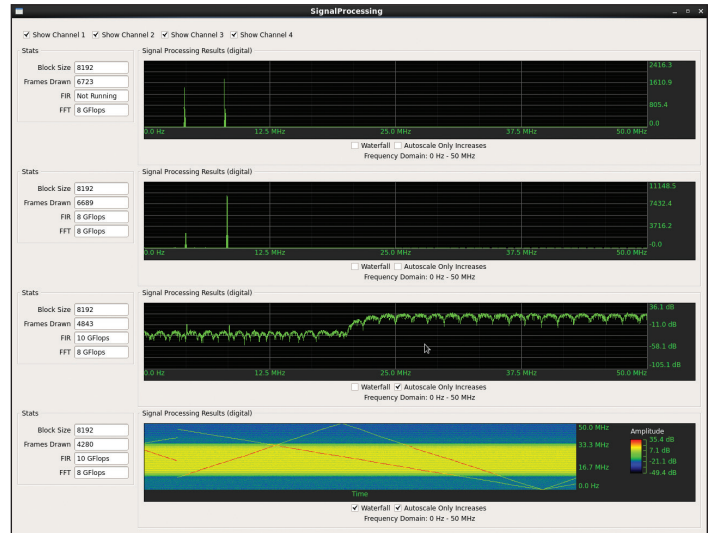 SignalProcessing
Show Channel 1 Show Channel 2 Show Channel 3 Show Channel 4
Stats
Block Size 8192
Frames Drawn 6723
FIR Not Running
FFT 8 GFlops
Signal Processing Results (digital)
2416.3
1610.9
805.4
0.0
0.0 Hz 12.5 MHz 25.0 MHz 37.5 MHz 50.0 MHz
Waterfall Autoscale Only Increases
Frequency Domain: 0 Hz - 50 MHz
Stats
Block Size 8192
Frames Drawn 6689
FIR 8 GFlops
FFT 8 GFlops
Signal Processing Results (digital)
11148.5
7432.4
3716.2
-0.0
0.0 Hz 12.5 MHz 25.0 MHz 37.5 MHz 50.0 MHz
Waterfall Autoscale Only Increases
Frequency Domain: 0 Hz - 50 MHz
Stats
Block Size 8192
Frames Drawn 4843
FIR 10 GFlops
FFT 8 GFlops
Signal Processing Results (digital)
36.1 dB
-11.0 dB
-58.1 dB
-105.1 dB
0.0 Hz 12.5 MHz 25.0 MHz 37.5 MHz 50.0 MHz
Waterfall Autoscale Only Increases
Frequency Domain: 0 Hz - 50 MHz
Stats
Block Size 8192
Frames Drawn 4280
FIR 10 GFlops
FFT 8 GFlops
Signal Processing Results (digital)
50.0 MHz
33.3 MHz
16.7 MHz
0.0 Hz
Amplitude
35.4 dB
7.1 dB
-21.1 dB
-49.4 dB
Time
Waterfall Autoscale Only Increases
Frequency Domain: 0 Hz - 50 MHz